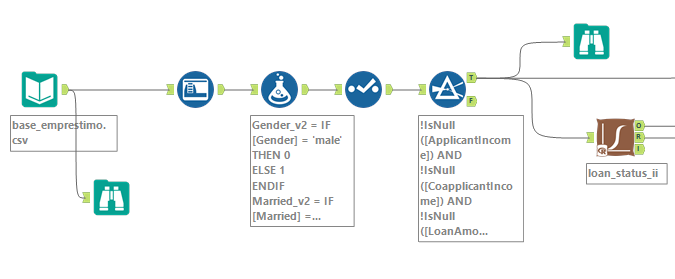 T
F
O
R
I
R
base_emprestimo.
csv
Gender_v2 = IF
[Gender] = 'male'
THEN 0
ELSE 1
ENDIF
Married_v2 = IF
[Married] =...
!IsNull
([ApplicantIncom
e]) AND
!IsNull
([CoapplicantInco
me]) AND
!IsNull
([LoanAmo...
loan_status_ii